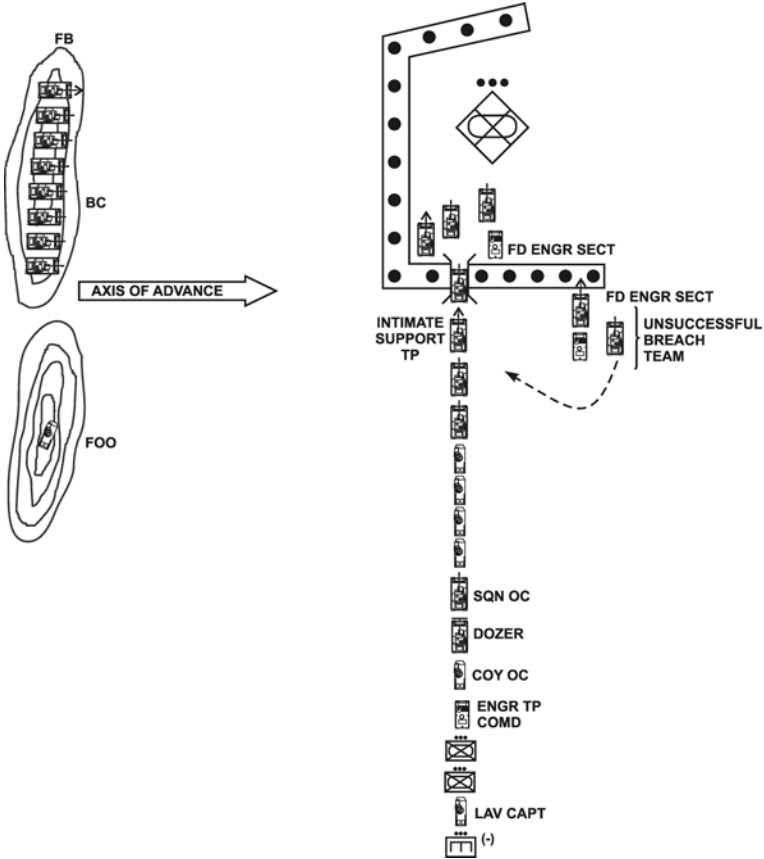 FB
BC
AXIS OF ADVANCE
FOO
FD ENGR SECT
FD ENGR SECT
UNSUCCESSFUL
BREACH
TEAM
INTIMATE
SUPPORT
TP
SQN OC
DOZER
COY OC
ENGR TP
COMD
LAV CAPT
(-)